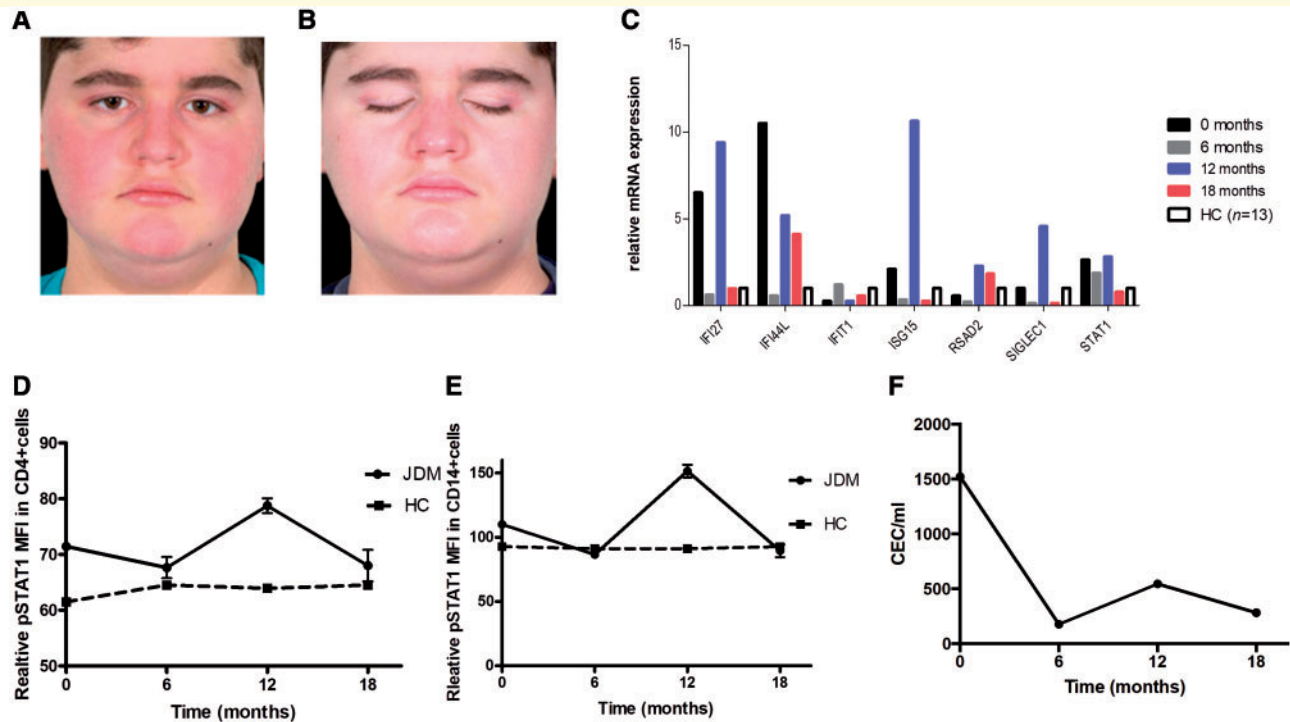 A
B
C
15
10
5
0
relative mRNA expression
IFI27
IFI44L
IFIT1
ISG15
RSAD2
SIGLEC1
STAT1
0 months
6 months
12 months
18 months
HC (n=13)
D
Realtive pSTAT1 MFI in CD4+cells
90
80
70
60
50
0
6
12
18
Time (months)
JDM
HC
E
Rleative pSTAT1 MFI in CD14+cells
150
100
50
0
0
6
12
18
Time (months)
JDM
HC
F
CEC/ml
2000
1500
1000
500
0
0
6
12
18
Time (months)